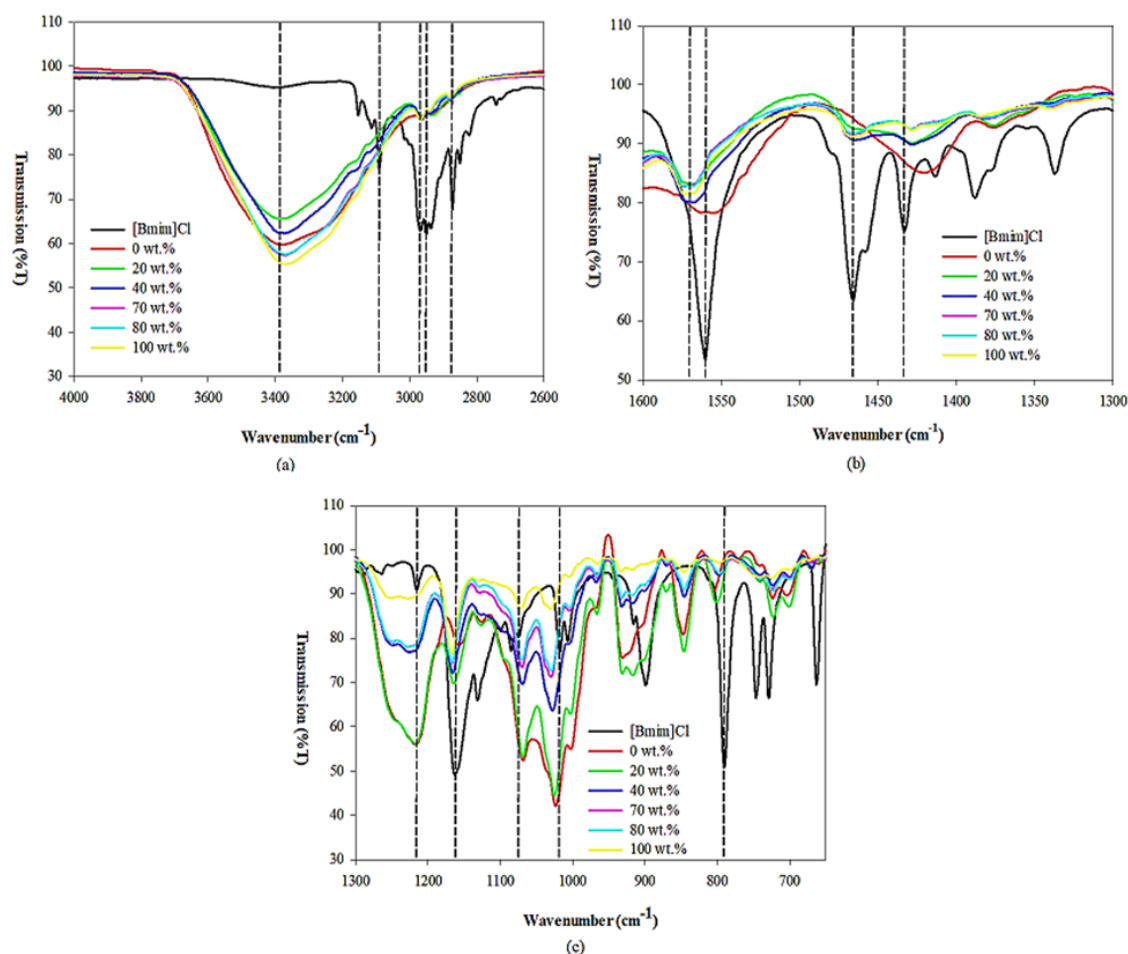 110
100
90
80
70
60
50
40
30
Transmission (%T)
[Bmim]Cl
0 wt.%
20 wt.%
40 wt.%
70 wt.%
80 wt.%
100 wt.%
4000 3800 3600 3400 3200 3000 2800 2600
Wavenumber (cm-1)
(a)
110
100
90
80
70
60
50
Transmission (%T)
[Bmim]Cl
0 wt.%
20 wt.%
40 wt.%
70 wt.%
80 wt.%
100 wt.%
1600 1550 1500 1450 1400 1350 1300
Wavenumber (cm-1)
(b)
110
100
90
80
70
60
50
40
30
Transmission (%T)
[Bmim]Cl
0 wt.%
20 wt.%
40 wt.%
70 wt.%
80 wt.%
100 wt.%
1300 1200 1100 1000 900 800 700
Wavenumber (cm-1)
(c)